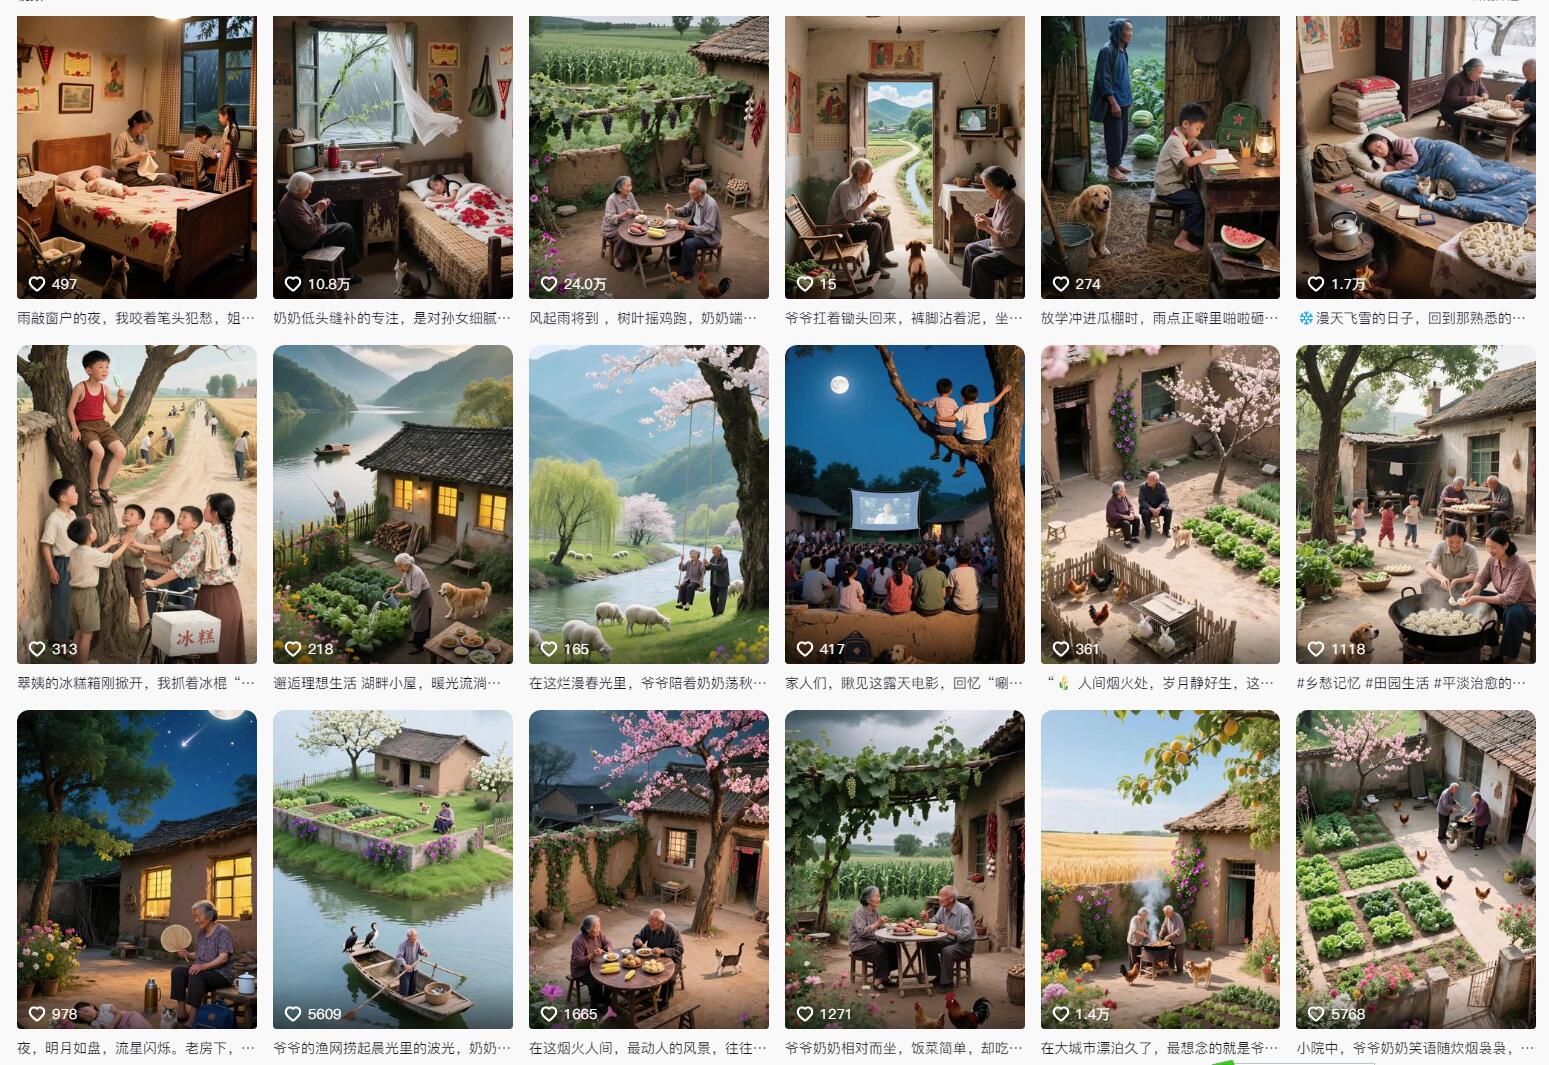 497
10.8万
24.0万
15
274
1.7万
雨敲窗户的夜，我咬着笔头犯愁，姐…
奶奶低头缝补的专注，是对孙女细腻…
风起雨将到 ，树叶摇鸡跑，奶奶端…
爷爷扛着锄头回来，裤脚沾着泥，坐…
放学冲进瓜棚时，雨点正噼里啪啦砸…
漫天飞雪的日子，回到那熟悉的…
冰糕
313
218
165
417
361
1118
翠姨的冰糕箱刚掀开，我抓着冰棍“…
邂逅理想生活 湖畔小屋，暖光流淌…
在这烂漫春光里，爷爷陪着奶奶荡秋…
家人们，瞅见这露天电影，回忆“唰…
“ 人间烟火处，岁月静好生，这…
#乡愁记忆 #田园生活 #平淡治愈的…
978
5609
1665
1271
1.4万
5768
夜，明月如盘，流星闪烁。老房下，…
爷爷的渔网捞起晨光里的波光，奶奶…
在这烟火人间，最动人的风景，往往…
爷爷奶奶相对而坐，饭菜简单，却吃…
在大城市漂泊久了，最想念的就是爷…
小院中，爷爷奶奶笑语随炊烟袅袅，…